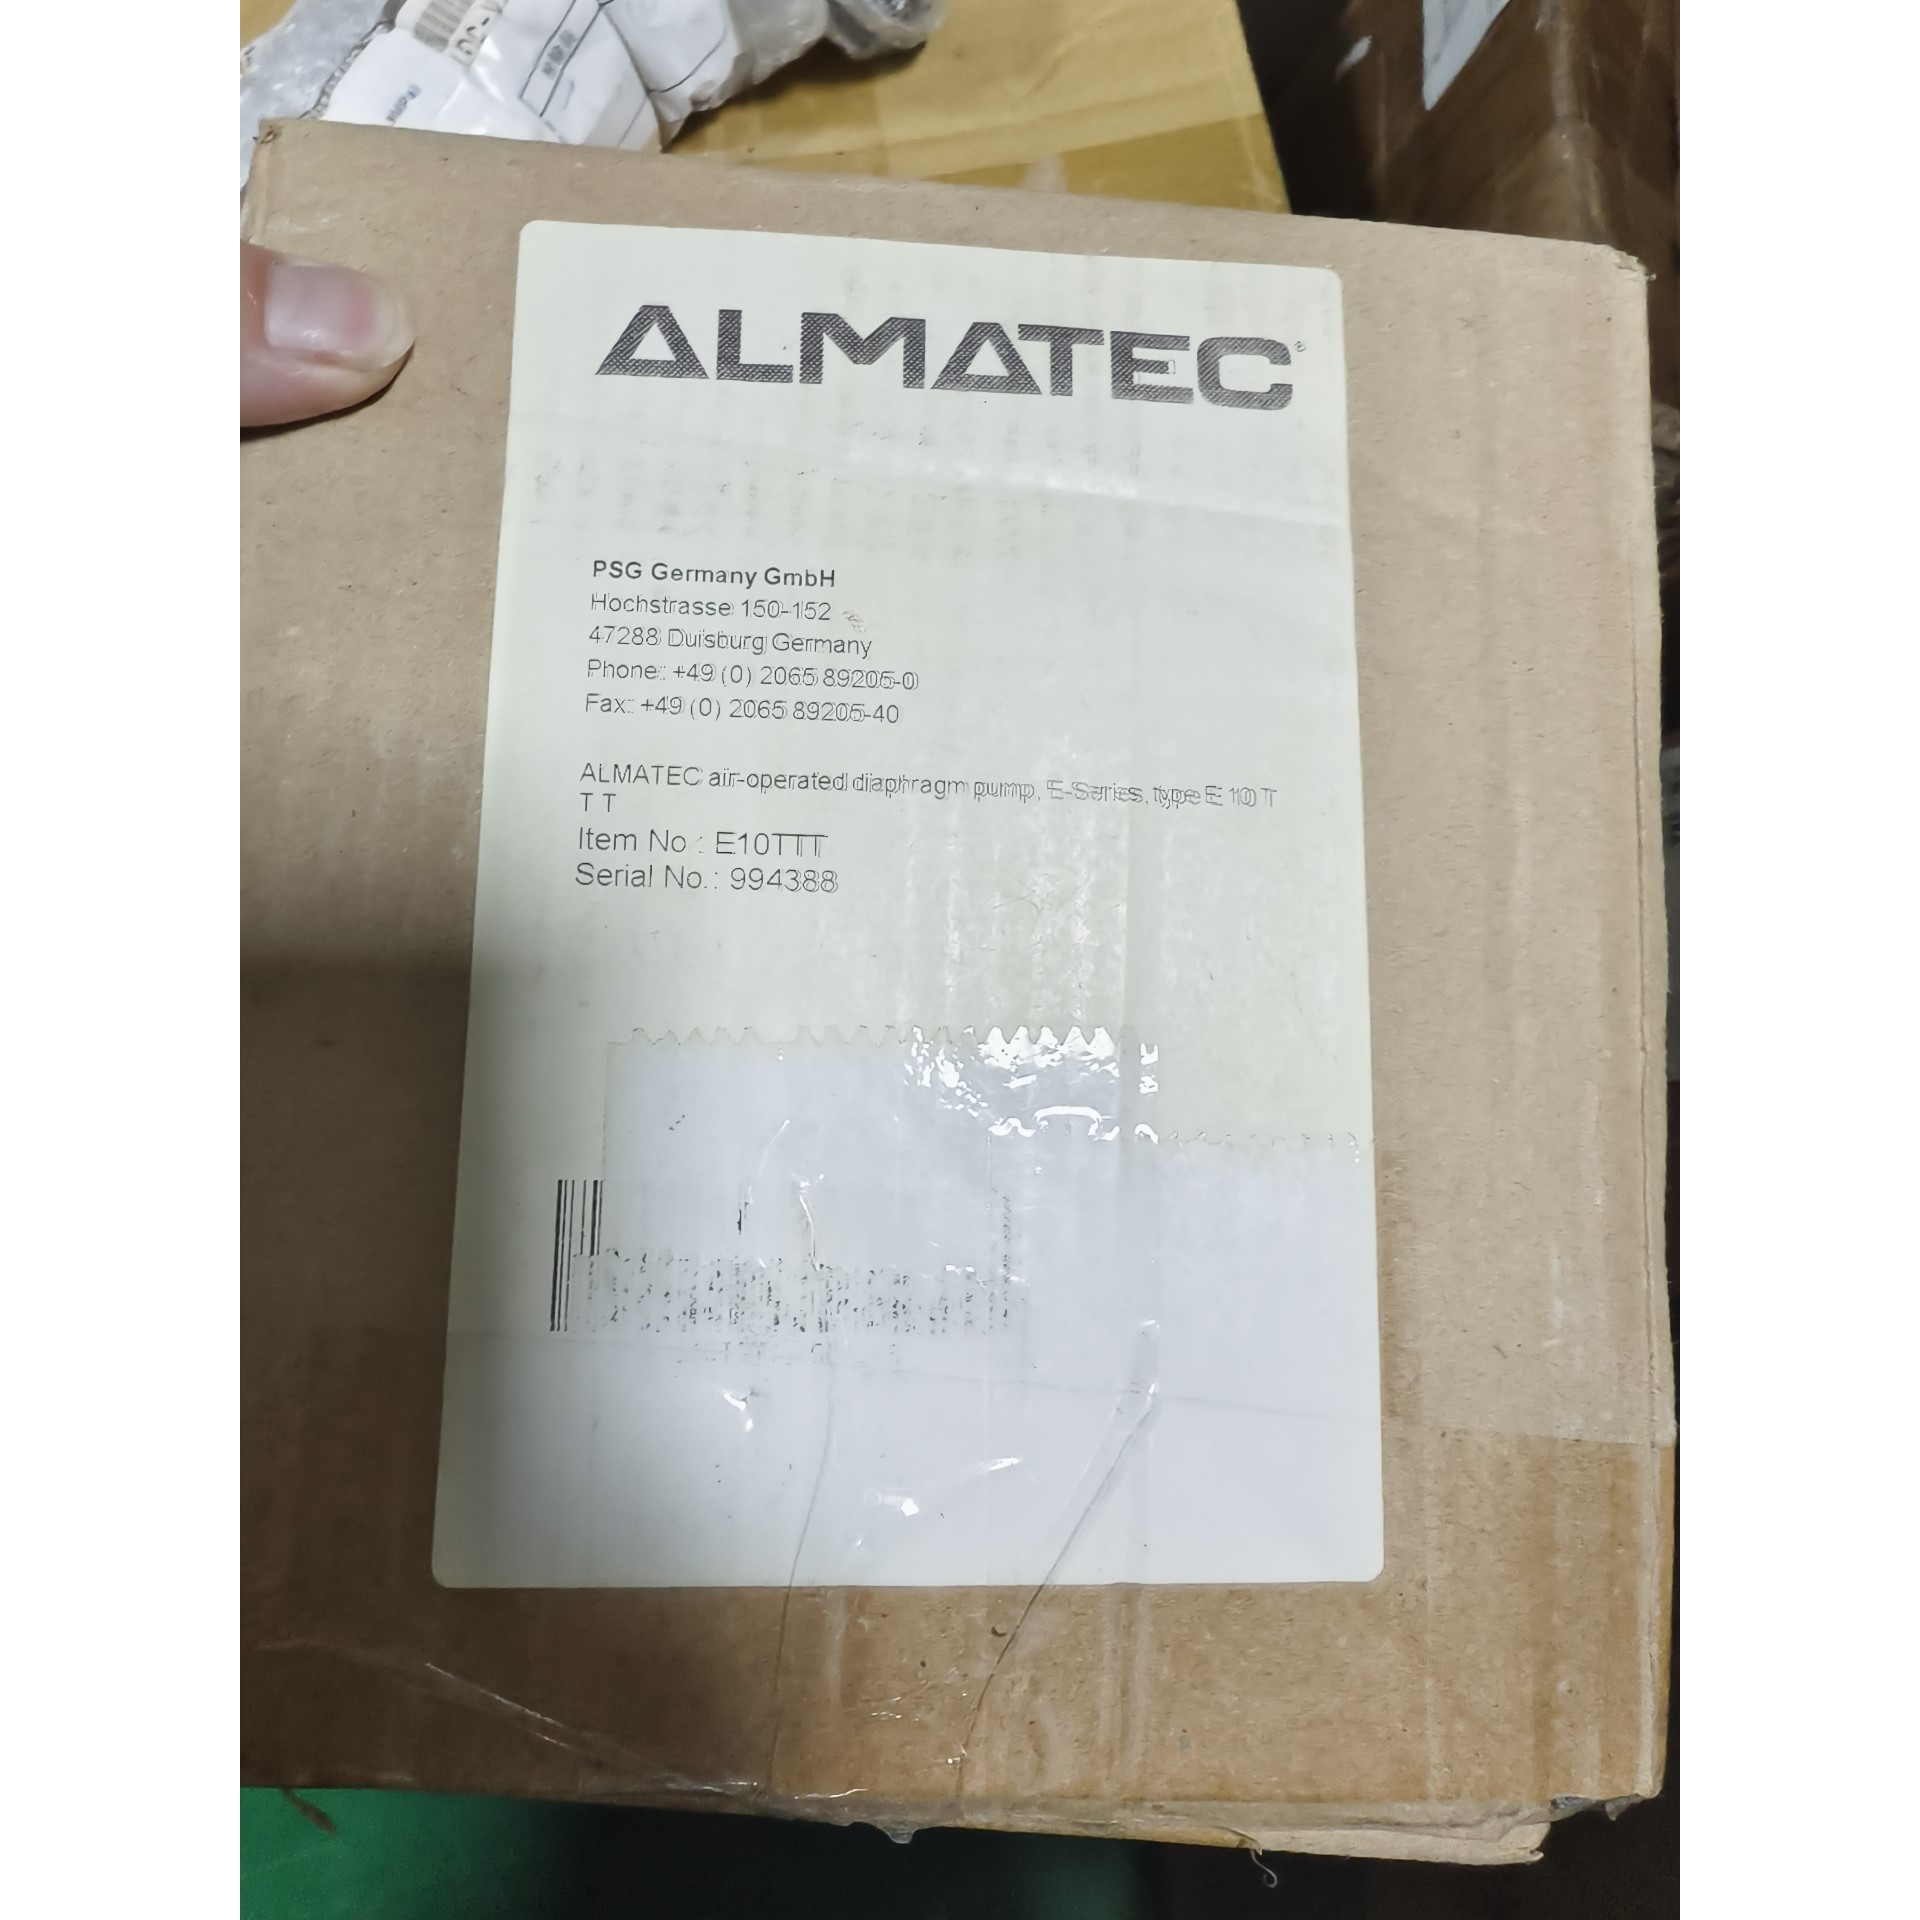 ALMATEC®
PSG Germany GmbH
Hochstrasse 150-152
47288 Duisburg Germany
Phone: +49 (0) 2065 89205-0
Fax: +49 (0) 2065 89205-40
ALMATEC air-operated diaphragm pump, E-Series, type E 10 T
T T
Item No : E10TTT
Serial No.: 994388